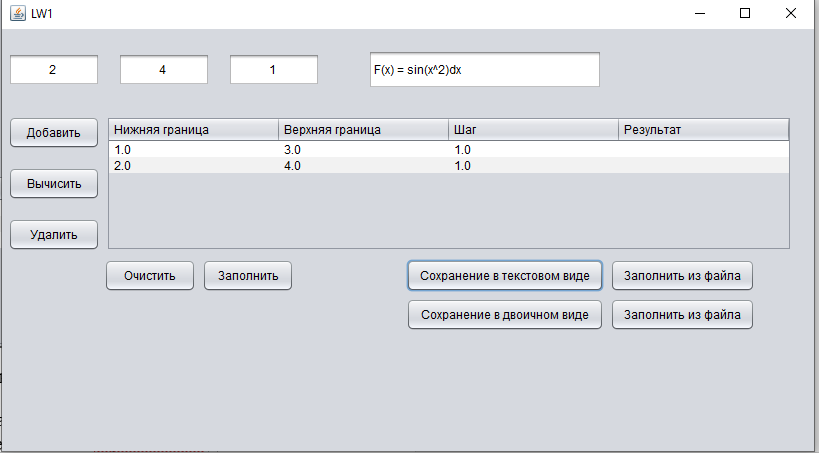 LW1
2 4 1 F(x) = sin(x^2)dx
Добавить
Нижняя граница Верхняя граница Шаг Результат
1.0 3.0 1.0
2.0 4.0 1.0
Вычисить
Удалить
Очистить Заполнить Сохранение в текстовом виде Заполнить из файла
Сохранение в двоичном виде Заполнить из файла